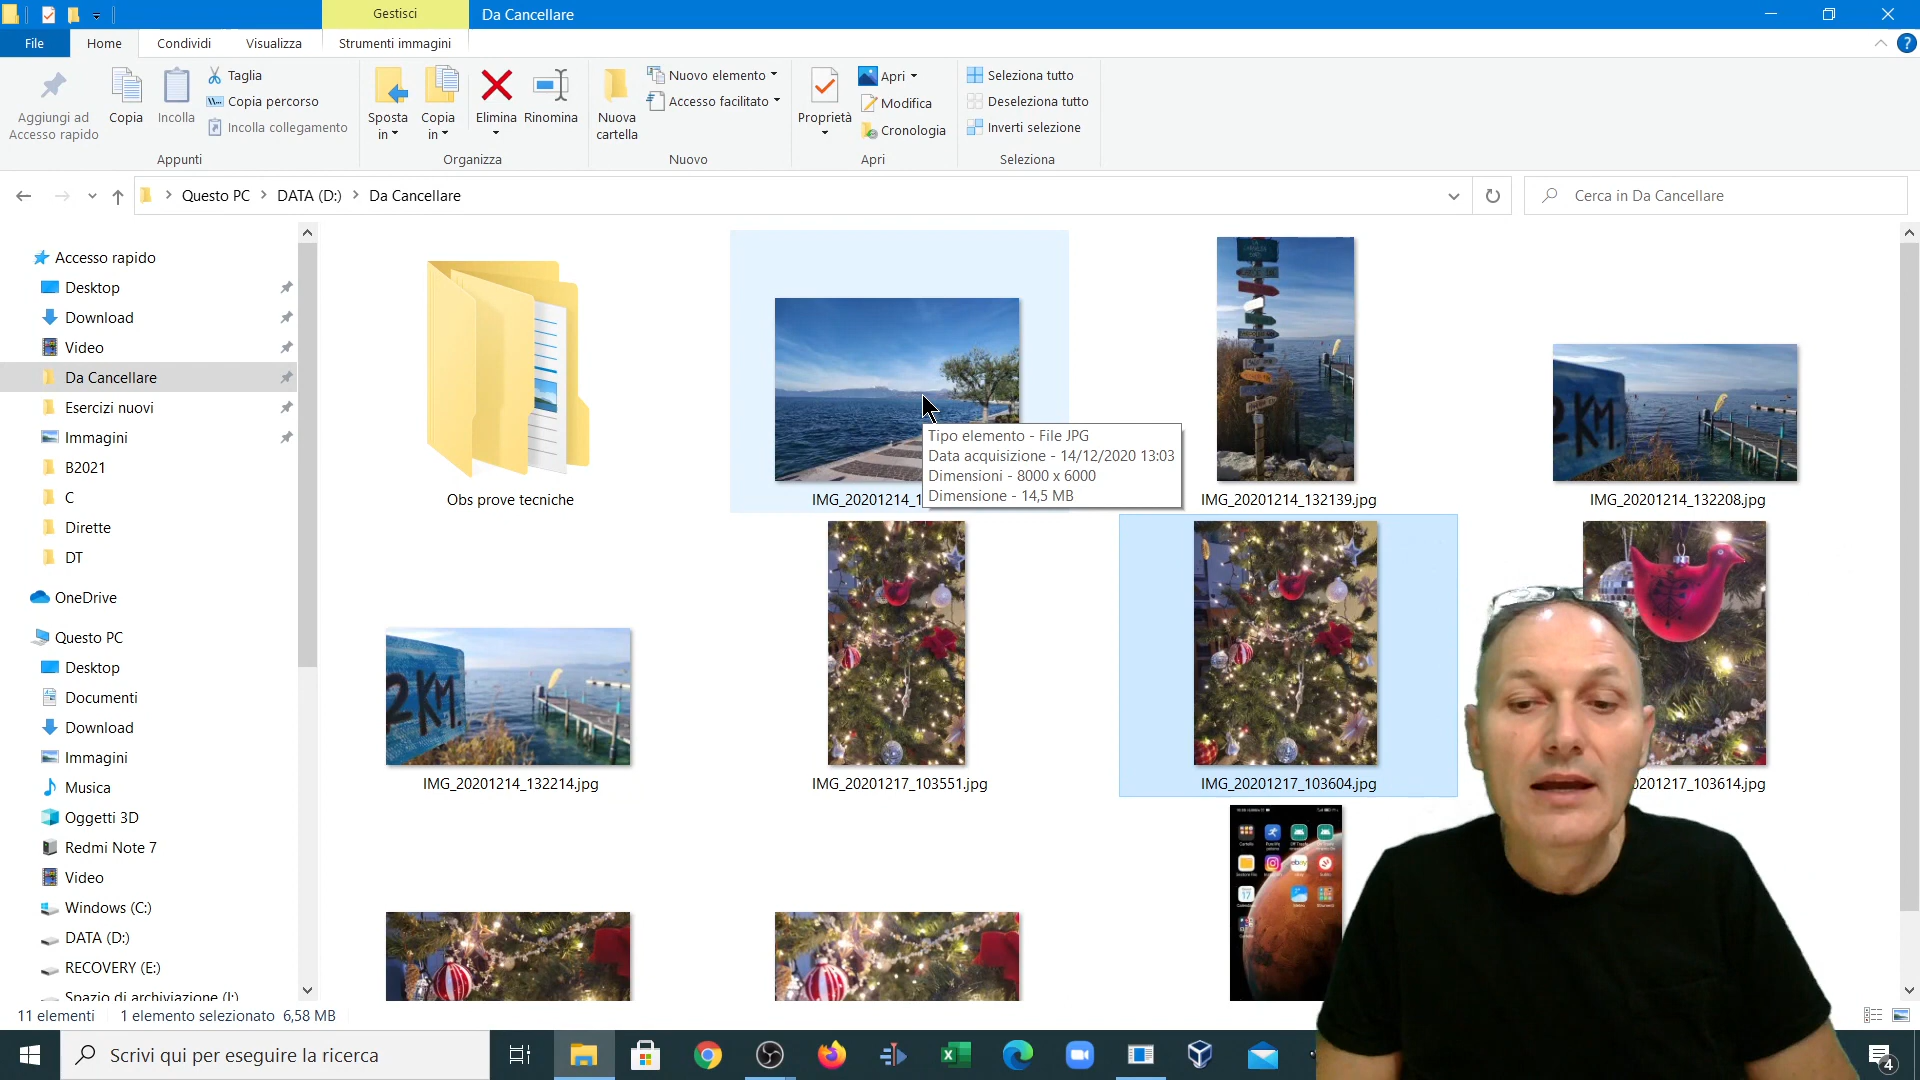 Gestisci
Da Cancellare
File
Home
Condividi
Visualizza
Strumenti immagini
Aggiungi ad
Accesso rapido
Copia
Incolla
Taglia
Copia percorso
Incolla collegamento
Appunti
Sposta
in
Copia
in
Elimina
Rinomina
Organizza
Nuova
cartella
Nuovo elemento
Accesso facilitato
Nuovo
Proprietà
Apri
Modifica
Cronologia
Apri
Seleziona tutto
Deseleziona tutto
Inverti selezione
Seleziona
Questo PC > DATA (D:) > Da Cancellare
Cerca in Da Cancellare
Accesso rapido
Desktop
Download
Video
Da Cancellare
Esercizi nuovi
Immagini
B2021
C
Dirette
DT
OneDrive
Questo PC
Desktop
Documenti
Download
Immagini
Musica
Oggetti 3D
Redmi Note 7
Video
Windows (C:)
DATA (D:)
RECOVERY (E:)
Spazio di archiviazione (I:)
Obs prove tecniche
IMG_20201214_1
Tipo elemento - File JPG
Data acquisizione - 14/12/2020 13:03
Dimensioni - 8000 x 6000
Dimensione - 14,5 MB
IMG_20201214_132139.jpg
2KM.
IMG_20201214_132208.jpg
2KM.
IMG_20201214_132214.jpg
IMG_20201217_103551.jpg
IMG_20201217_103604.jpg
0201217_103614.jpg
11 elementi
1 elemento selezionato 6,58 MB
Scrivi qui per eseguire la ricerca
4